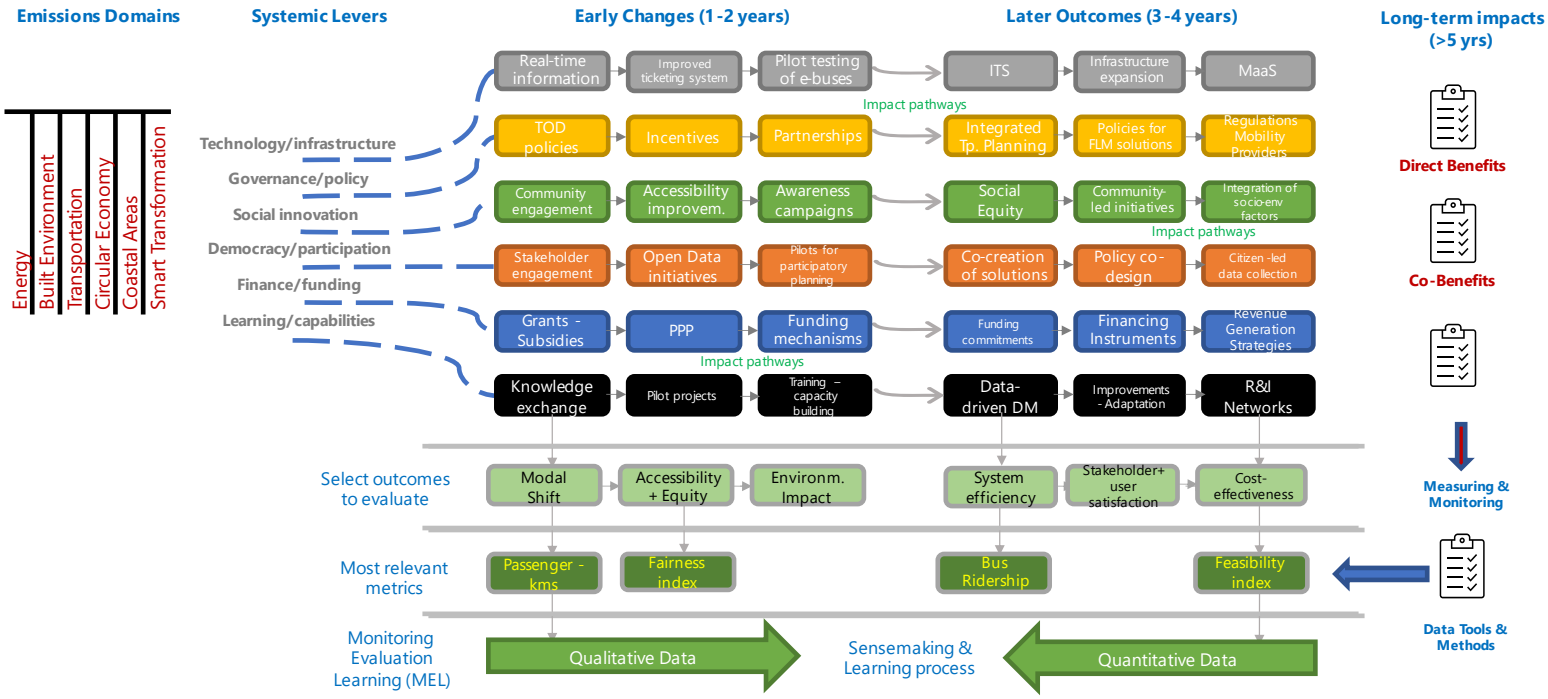 Emissions Domains
Systemic Levers
Early Changes (1-2 years)
Later Outcomes (3-4 years)
Long-term impacts
(>5 yrs)
Energy
Built Environment
Transportation
Circular Economy
Coastal Areas
Smart Transformation
Technology/infrastructure
Governance/policy
Social innovation
Democracy/participation
Finance/funding
Learning/capabilities
Real-time
information
Improved
ticketing system
Pilot testing
of e-buses
ITS
Infrastructure
expansion
MaaS
Impact pathways
TOD
policies
Incentives
Partnerships
Integrated
Tp. Planning
Policies for
FLM solutions
Regulations
Mobility
Providers
Community
engagement
Accessibility
improvem.
Awareness
campaigns
Social
Equity
Community-
led initiatives
Integration of
socio-env
factors
Impact pathways
Stakeholder
engagement
Open Data
initiatives
Pilots for
participatory
planning
Co-creation
of solutions
Policy co-
design
Citizen -led
data collection
Grants -
Subsidies
PPP
Funding
mechanisms
Funding
commitments
Financing
Instruments
Revenue
Generation
Strategies
Impact pathways
Knowledge
exchange
Pilot projects
Training –
capacity
building
Data-
driven DM
Improvements
- Adaptation
R&I
Networks
Direct Benefits
Co-Benefits
Measuring &
Monitoring
Data Tools &
Methods
Select outcomes
to evaluate
Modal
Shift
Accessibility
+ Equity
Environm.
Impact
System
efficiency
Stakeholder+
user
satisfaction
Cost-
effectiveness
Most relevant
metrics
Passenger -
kms
Fairness
index
Bus
Ridership
Feasibility
index
Monitoring
Evaluation
Learning (MEL)
Qualitative Data
Sensemaking &
Learning process
Quantitative Data